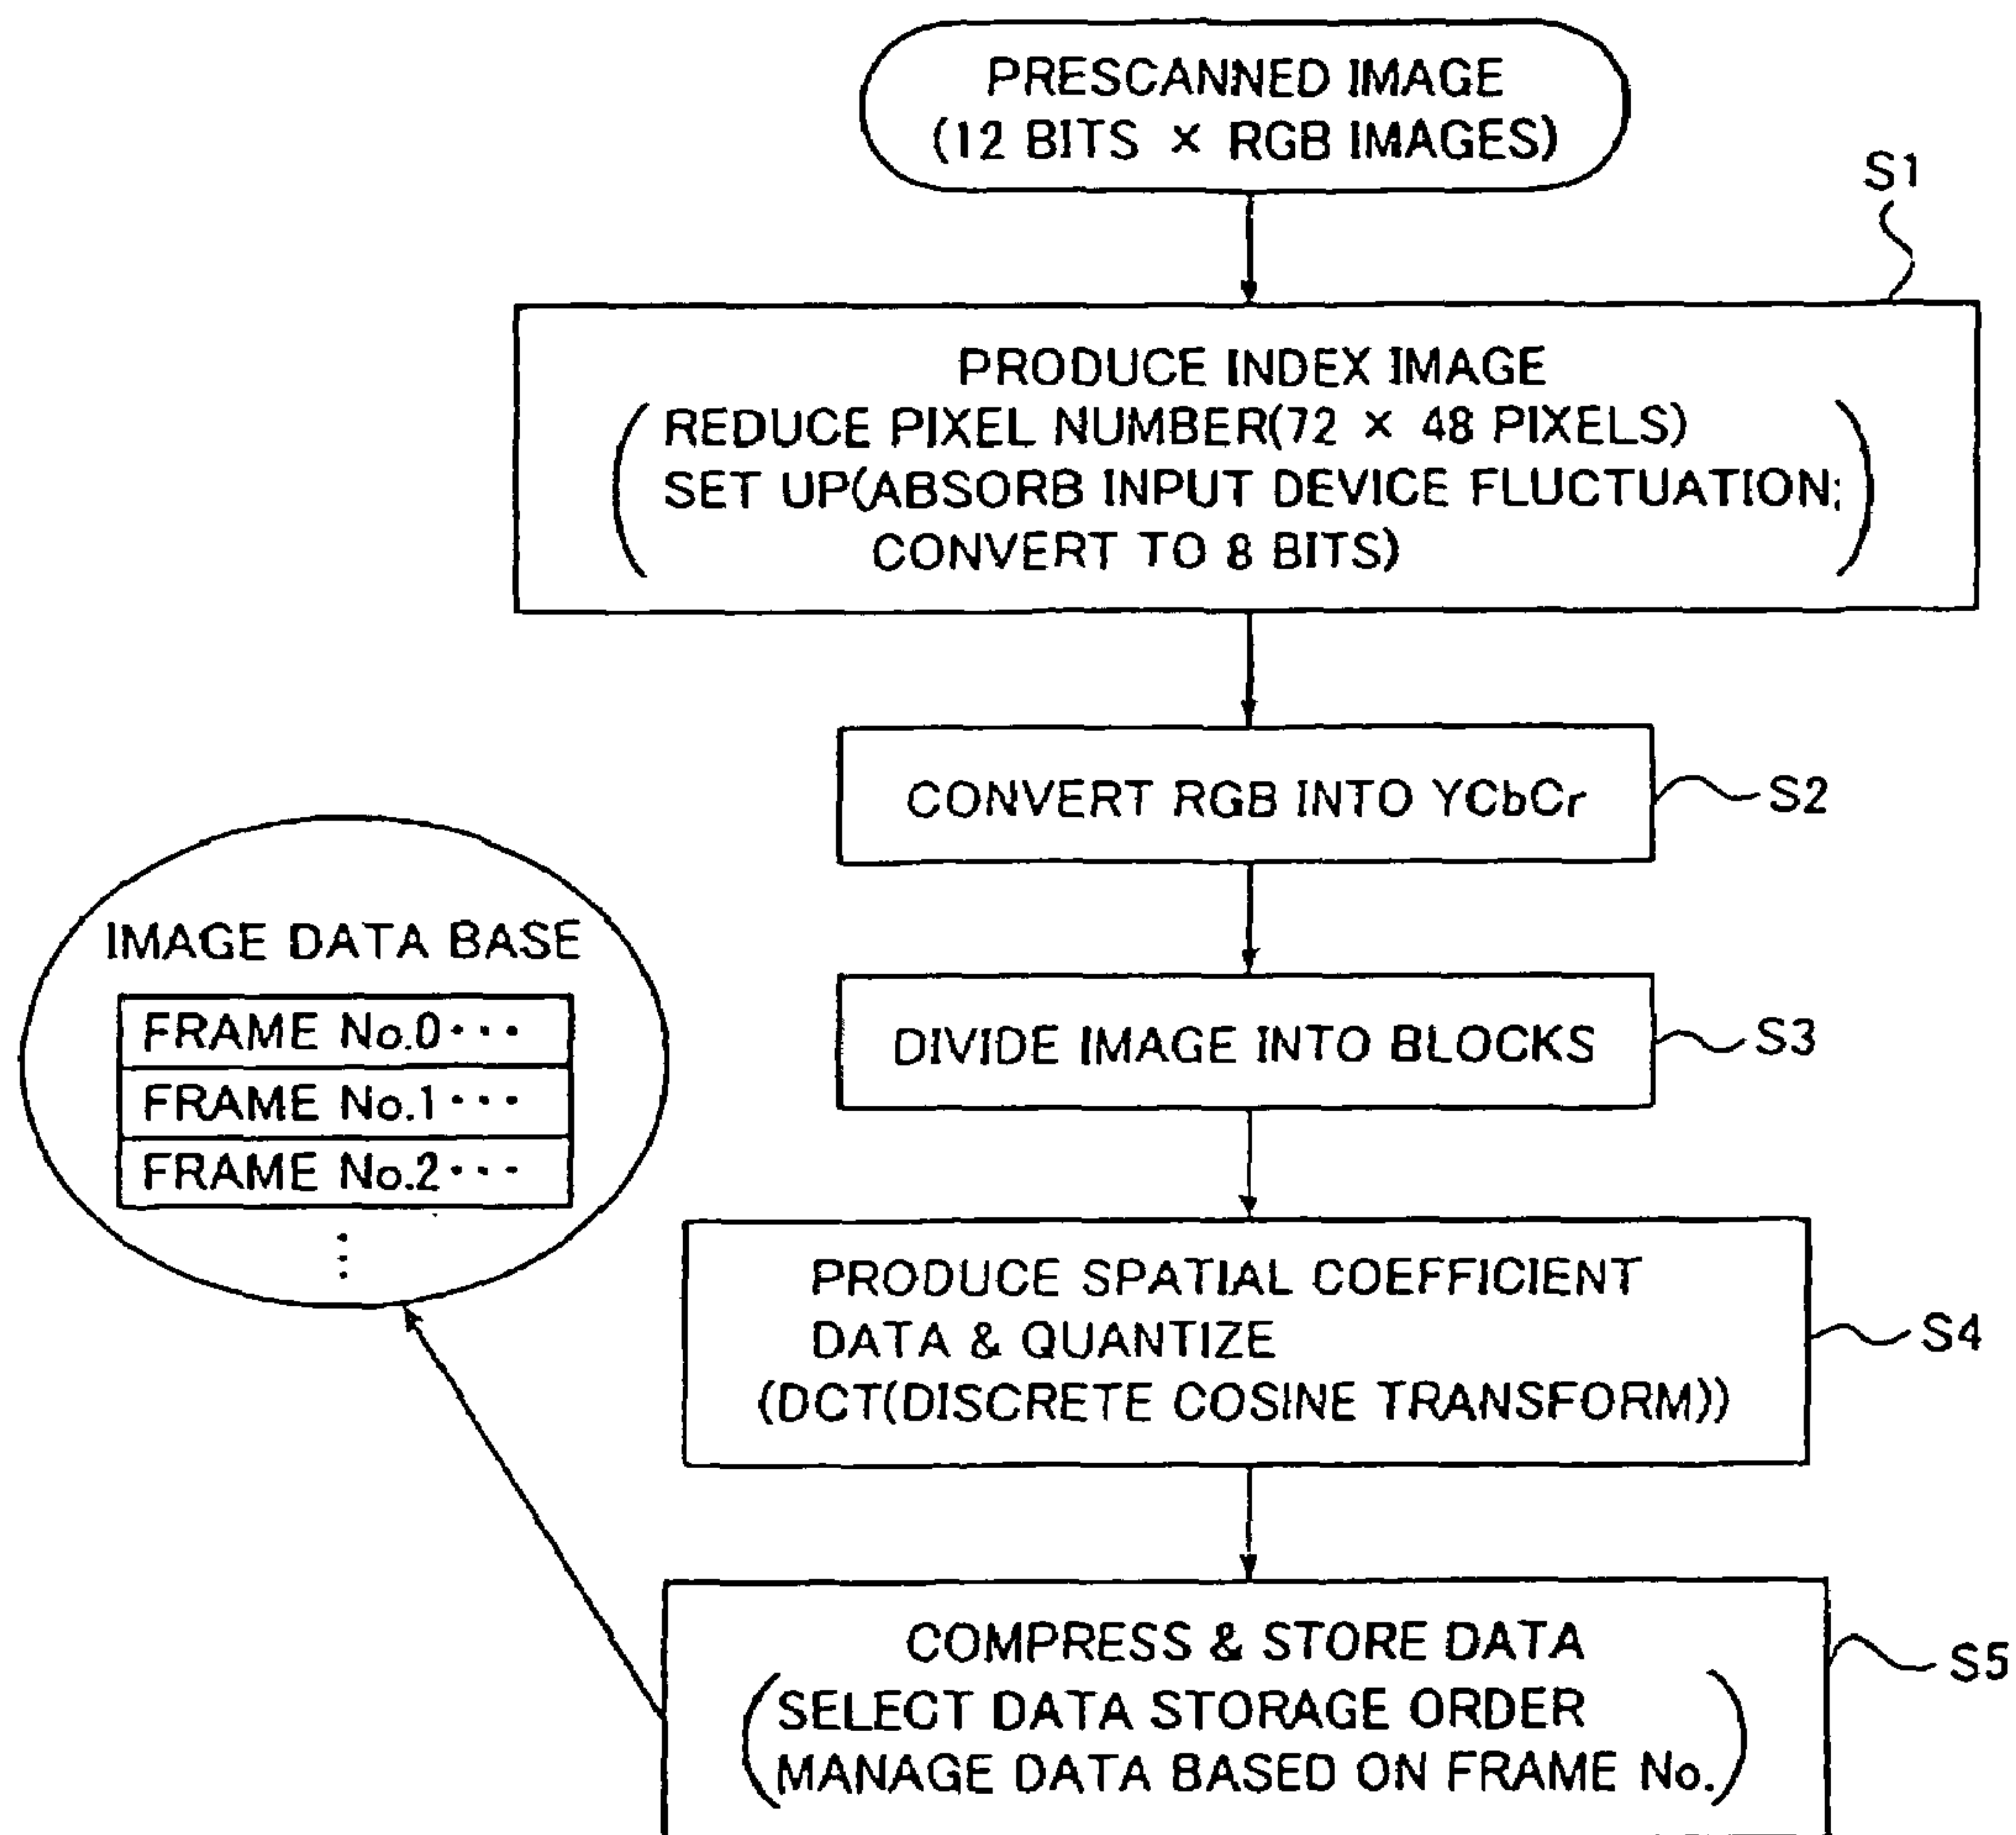 PRESCANNED IMAGE
(12 BITS × RGB IMAGES)
S1
PRODUCE INDEX IMAGE
REDUCE PIXEL NUMBER(72 × 48 PIXELS)
SET UP(ABSORB INPUT DEVICE FLUCTUATION;
CONVERT TO 8 BITS)
CONVERT RGB INTO YCbCr
S2
IMAGE DATA BASE
FRAME No.0···
FRAME No.1···
FRAME No.2···
⋮
DIVIDE IMAGE INTO BLOCKS
S3
PRODUCE SPATIAL COEFFICIENT
DATA & QUANTIZE
(DCT(DISCRETE COSINE TRANSFORM))
S4
COMPRESS & STORE DATA
(SELECT DATA STORAGE ORDER
MANAGE DATA BASED ON FRAME No.)
S5